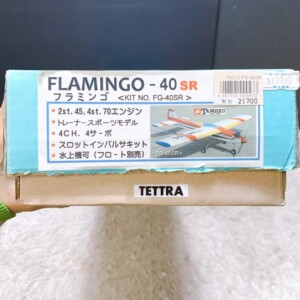 FLAMINGO - 40 SR
フラミンゴ <KIT NO. FG-40SR>
• 2st. 45, 4st. 70エンジン
• トレーナースポーツモデル
• 4CH. 4サーボ
• スロットインバルサキット
• 水上機可（フロート別売）
FG-40SR
21700
TETTRA